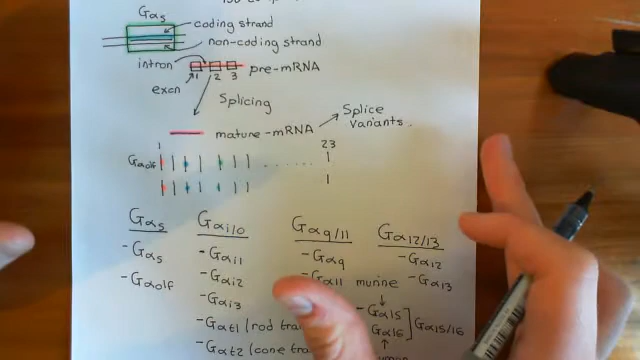 Gαs
coding strand
non-coding strand
intron
1 2 3 pre-mRNA
exon
Splicing
mature-mRNA
Splice variants.
1 23
Gαolf
Gαs Gαi/o Gαq/11 Gα12/13
-Gαs -Gαi1 -Gαq -Gα12
-Gαolf -Gαi2 -Gα11 murine -Gα13
-Gαi3 -Gα15 Gα15/16
-Gαt1 (rod tra Gα16
-Gαt2 (cone tra